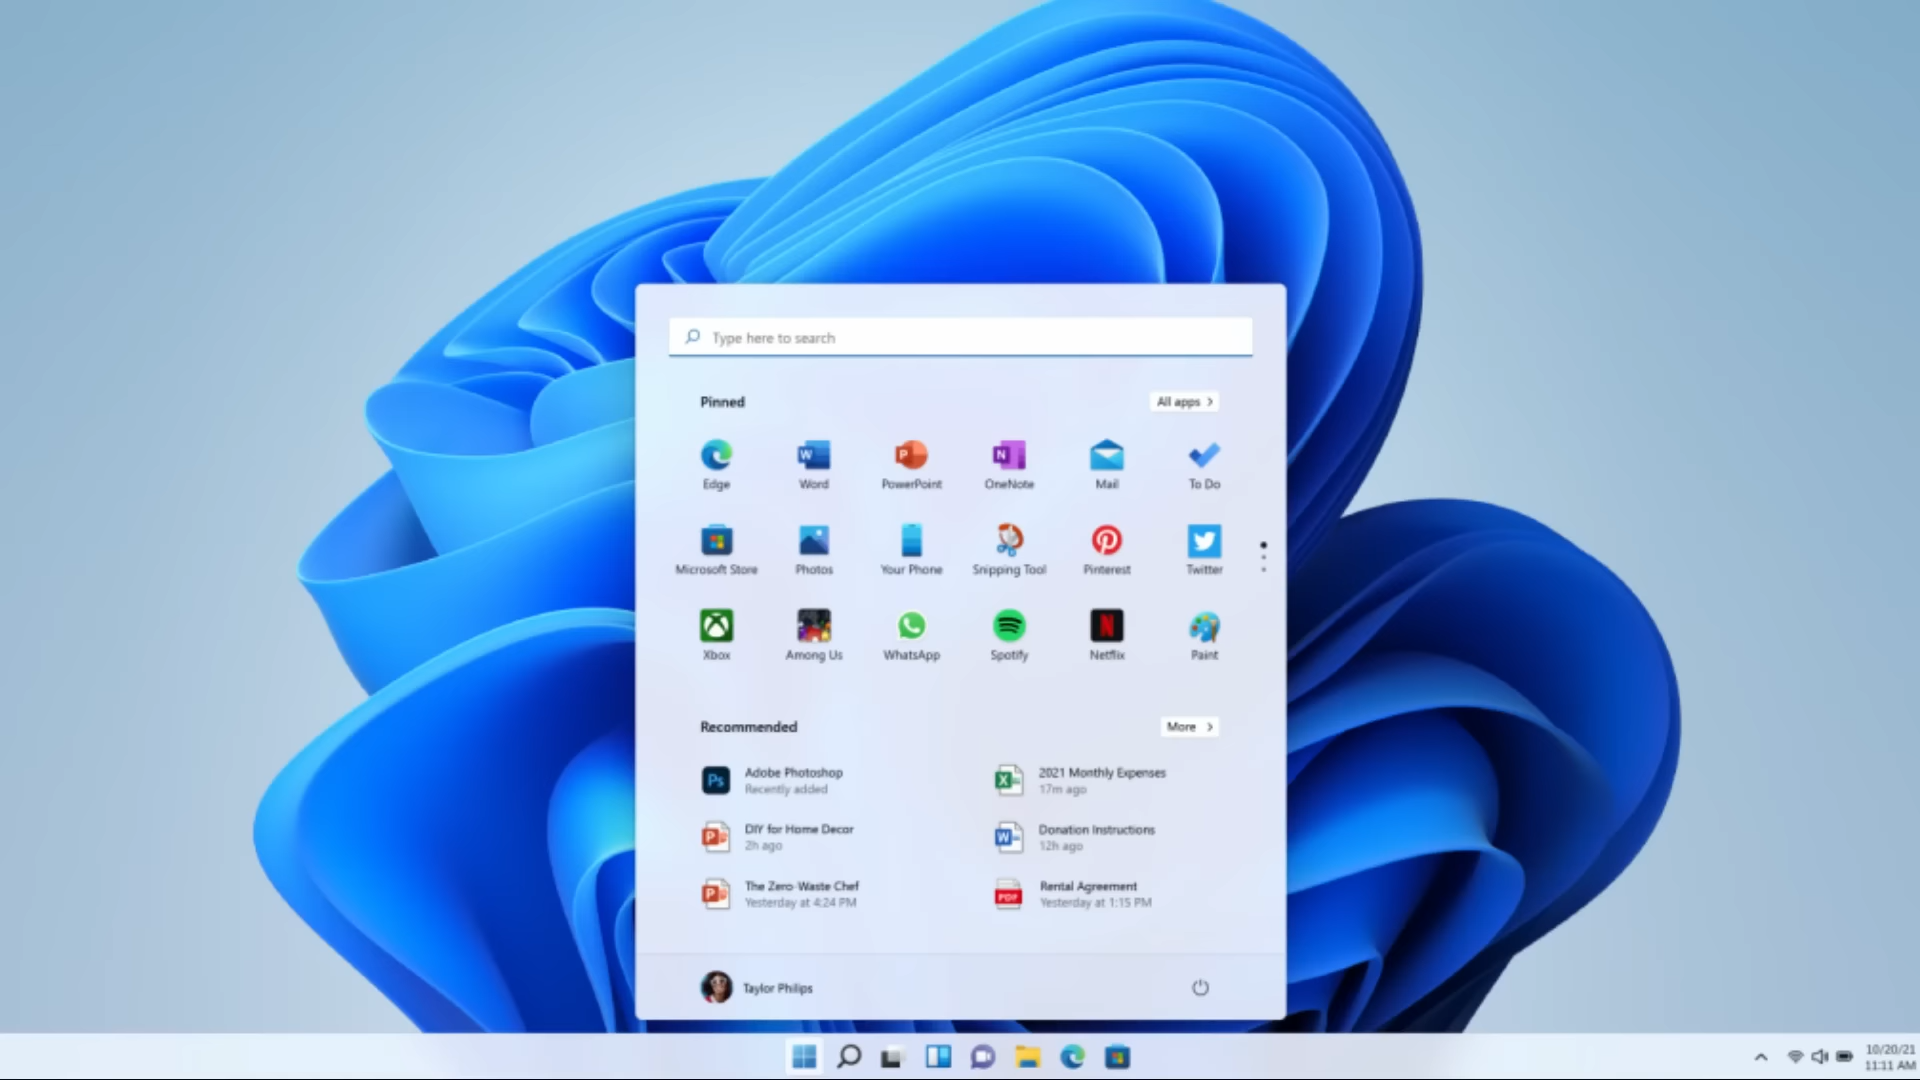 Type here to search
Pinned
All apps >
Edge
Word
PowerPoint
OneNote
Mail
To Do
Microsoft Store
Photos
Your Phone
Snipping Tool
Pinterest
Twitter
Xbox
Among Us
WhatsApp
Spotify
Netflix
Paint
Recommended
More >
Adobe Photoshop
Recently added
2021 Monthly Expenses
17m ago
DIY for Home Decor
2h ago
Donation Instructions
12h ago
The Zero-Waste Chef
Yesterday at 4:24 PM
Rental Agreement
Yesterday at 1:15 PM
Taylor Philips
10/20/21
11:11 AM